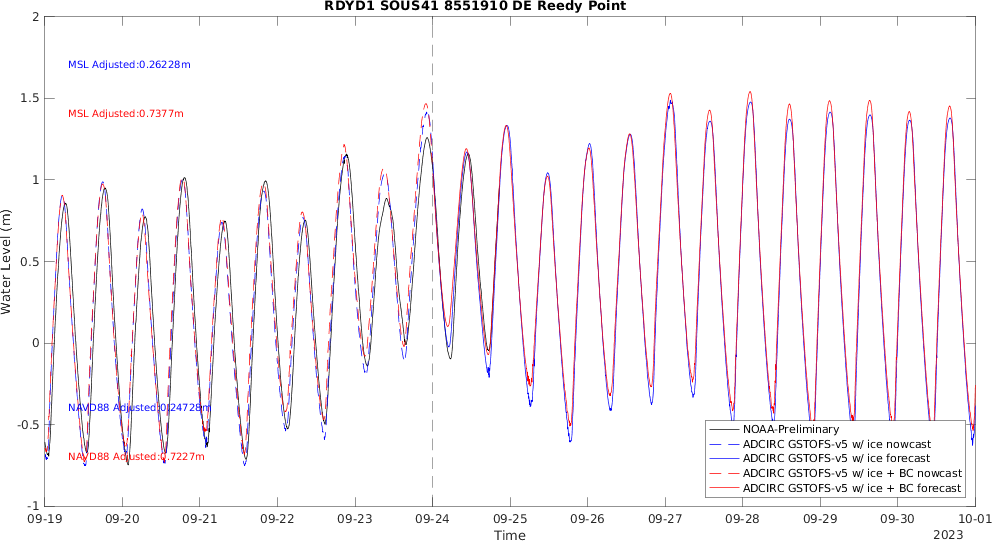 RDYD1 SOUS41 8551910 DE Reedy Point
2
MSL Adjusted:0.26228m
1.5
MSL Adjusted:0.7377m
1
0.5
Water Level (m)
0
NAVD88 Adjusted:0.24728m
-0.5
NAVD88 Adjusted:0.7227m
-1
NOAA-Preliminary
ADCIRC GSTOFS-v5 w/ ice nowcast
ADCIRC GSTOFS-v5 w/ ice forecast
ADCIRC GSTOFS-v5 w/ ice + BC nowcast
ADCIRC GSTOFS-v5 w/ ice + BC forecast
09-19 09-20 09-21 09-22 09-23 09-24 09-25 09-26 09-27 09-28 09-29 09-30 10-01
Time
2023